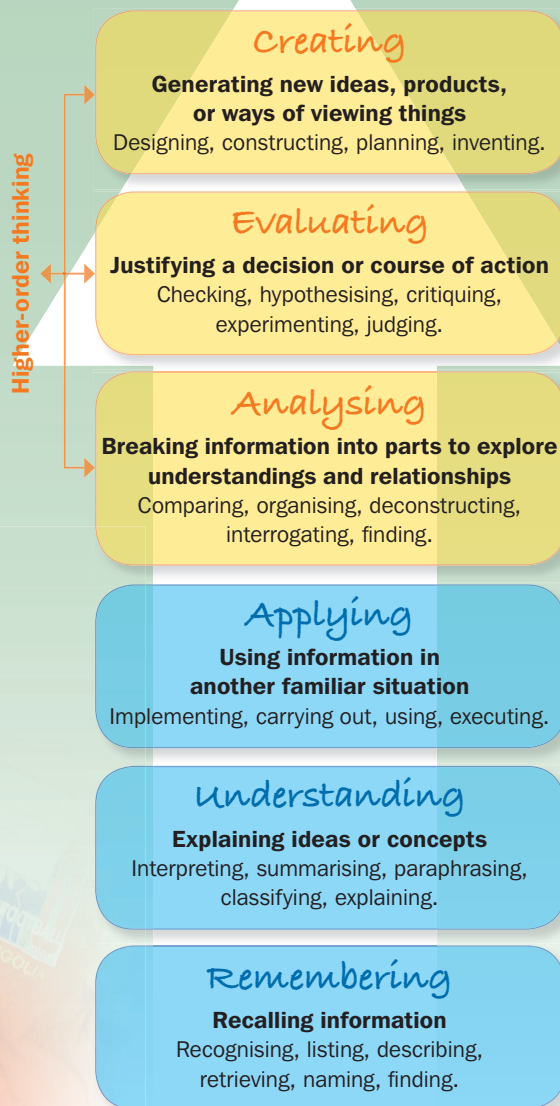 Creating
Generating new ideas, products,
or ways of viewing things
Designing, constructing, planning, inventing.
Higher-order thinking
Evaluating
Justifying a decision or course of action
Checking, hypothesising, critiquing,
experimenting, judging.
Analysing
Breaking information into parts to explore
understandings and relationships
Comparing, organising, deconstructing,
interrogating, finding.
Applying
Using information in
another familiar situation
Implementing, carrying out, using, executing.
Understanding
Explaining ideas or concepts
Interpreting, summarising, paraphrasing,
classifying, explaining.
Remembering
Recalling information
Recognising, listing, describing,
retrieving, naming, finding.